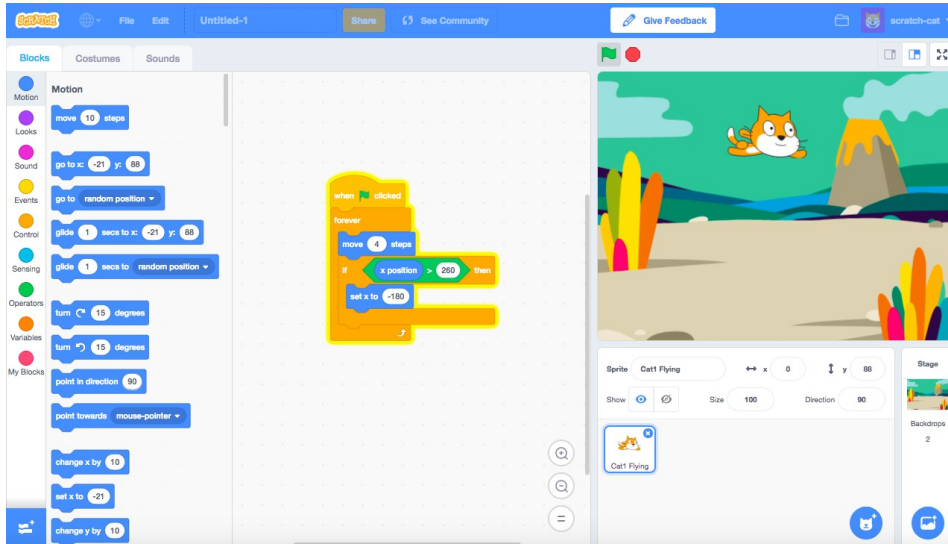 SCRATCH File Edit Untitled-1 Share See Community Give Feedback scratch-cat
Blocks Costumes Sounds
Motion
Looks
Sound
Events
Control
Sensing
Operators
Variables
My Blocks
Motion
move 10 steps
go to x: -21 y: 88
go to random position
glide 1 secs to x: -21 y: 88
glide 1 secs to random position
turn 15 degrees
turn 15 degrees
point in direction 90
point towards mouse-pointer
change x by 10
set x to -21
change y by 10
when clicked
forever
move 4 steps
if x position > 260 then
set x to -180
Sprite Cat1 Flying x 0 y 88
Show Size 100 Direction 90
Cat1 Flying
Stage
Backdrops
2